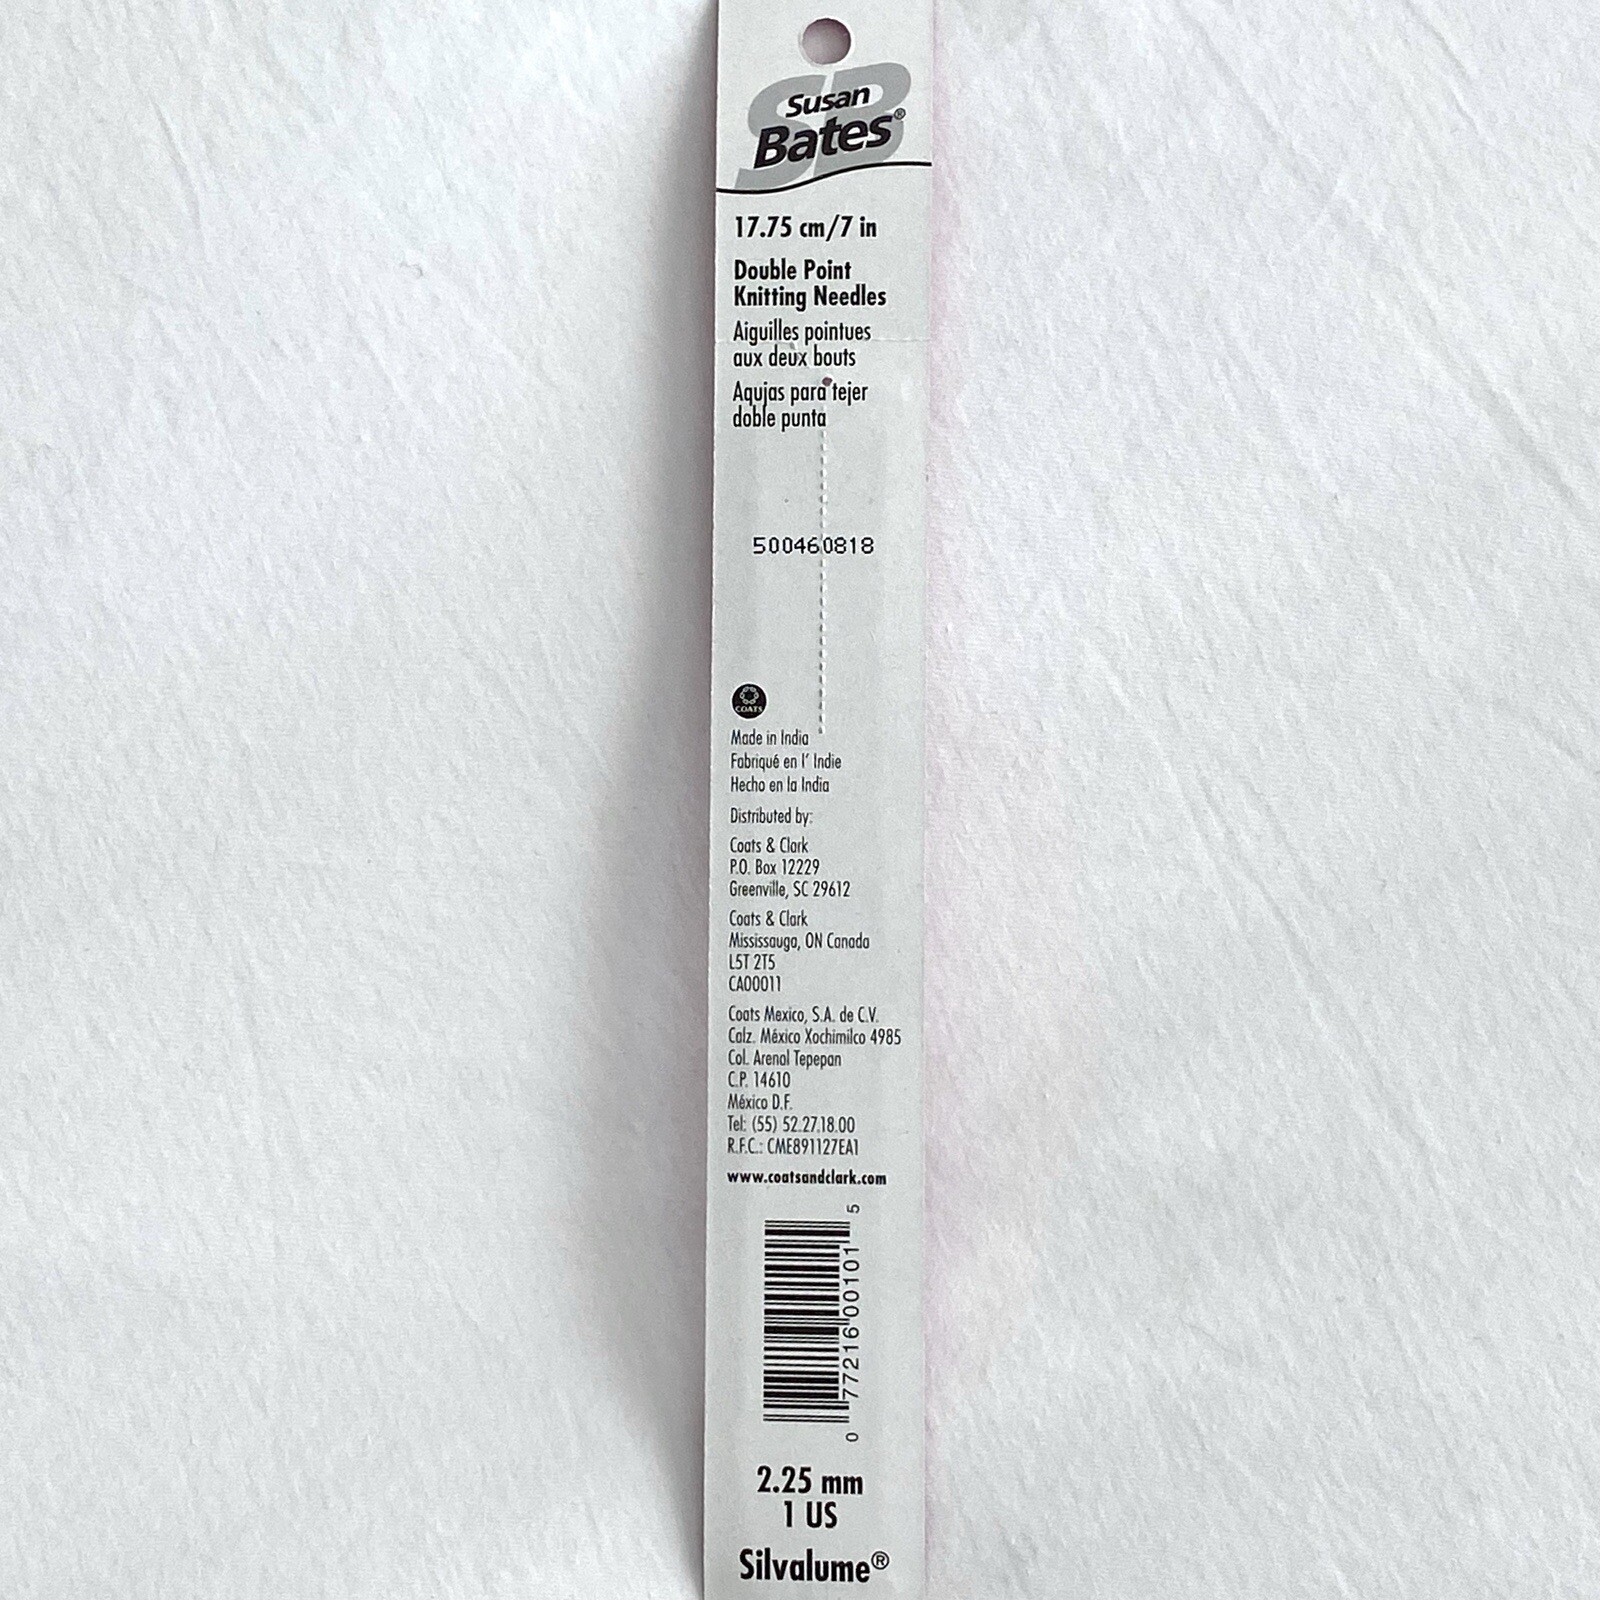 SB
Susan
Bates®
17.75 cm/7 in
Double Point
Knitting Needles
Aiguilles pointues
aux deux bouts
Agujas para tejer
doble punta
500460818
COATS
Made in India
Fabriqué en l' Indie
Hecho en la India
Distributed by:
Coats & Clark
P.O. Box 12229
Greenville, SC 29612
Coats & Clark
Mississauga, ON Canada
L5T 2T5
CA00011
Coats Mexico, S.A. de C.V.
Calz. México Xochimilco 4985
Col. Arenal Tepepan
C.P. 14610
México D.F.
Tel: (55) 52.27.18.00
R.F.C.: CME891127EA1
www.coatsandclark.com
0 77216 00101 5
2.25 mm
1 US
Silvalume®